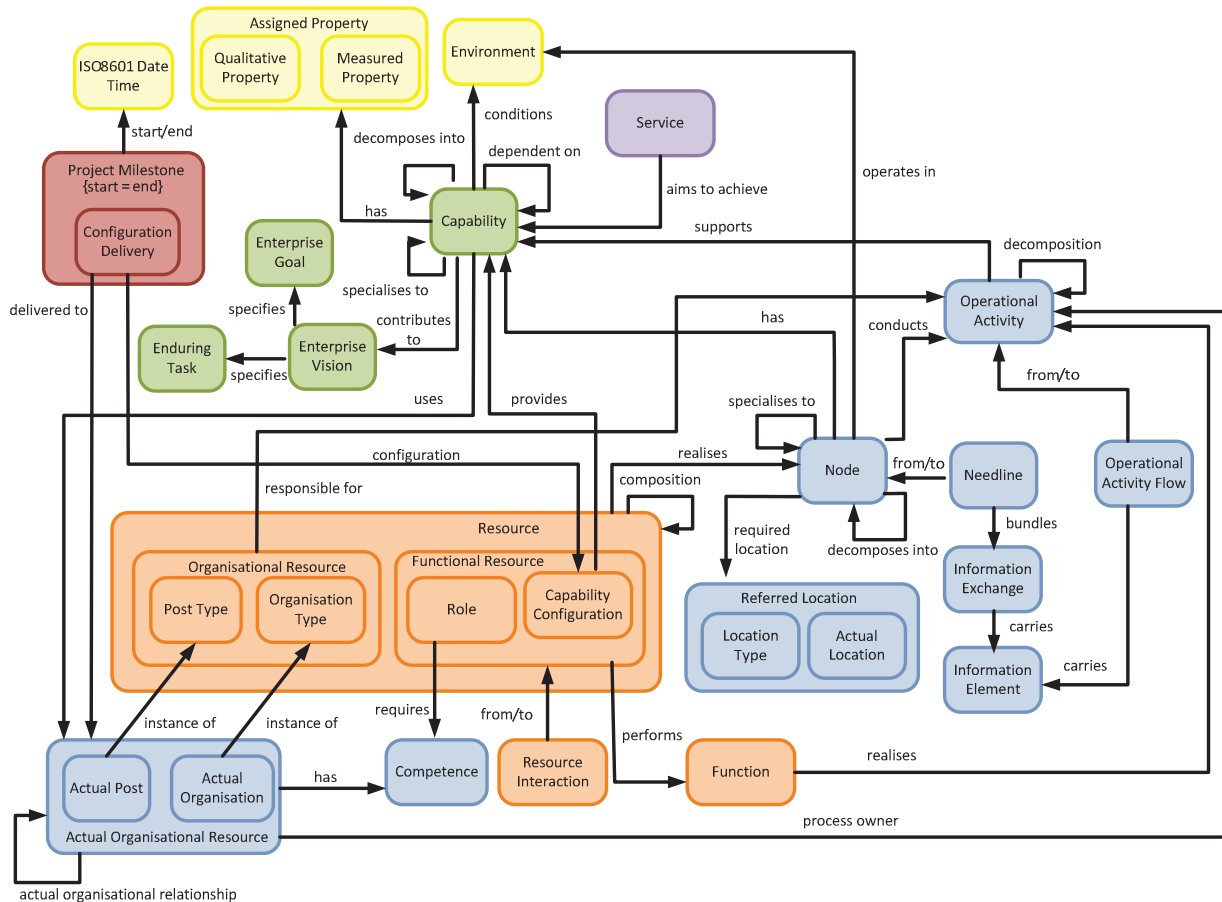 Assigned Property
Qualitative
Property
Measured
Property
Environment
ISO8601 Date
Time
start/end
conditions
Service
decomposes into
dependent on
Project Milestone
{start = end}
operates in
aims to achieve
has
Capability
supports
Configuration
Delivery
Enterprise
Goal
decomposition
specialises to
delivered to
specifies
contributes
to
has
conducts
Operational
Activity
Enduring
Task
specifies
Enterprise
Vision
from/to
uses
provides
specialises to
configuration
realises
Node
from/to
Needline
Operational
Activity Flow
responsible for
composition
Resource
required
location
bundles
decomposes into
Organisational Resource
Functional Resource
Information
Exchange
Post Type
Organisation
Type
Role
Capability
Configuration
Referred Location
carries
Location
Type
Actual
Location
Information
Element
carries
instance of
instance of
requires
from/to
performs
realises
Actual Post
Actual
Organisation
has
Competence
Resource
Interaction
Function
Actual Organisational Resource
process owner
actual organisational relationship